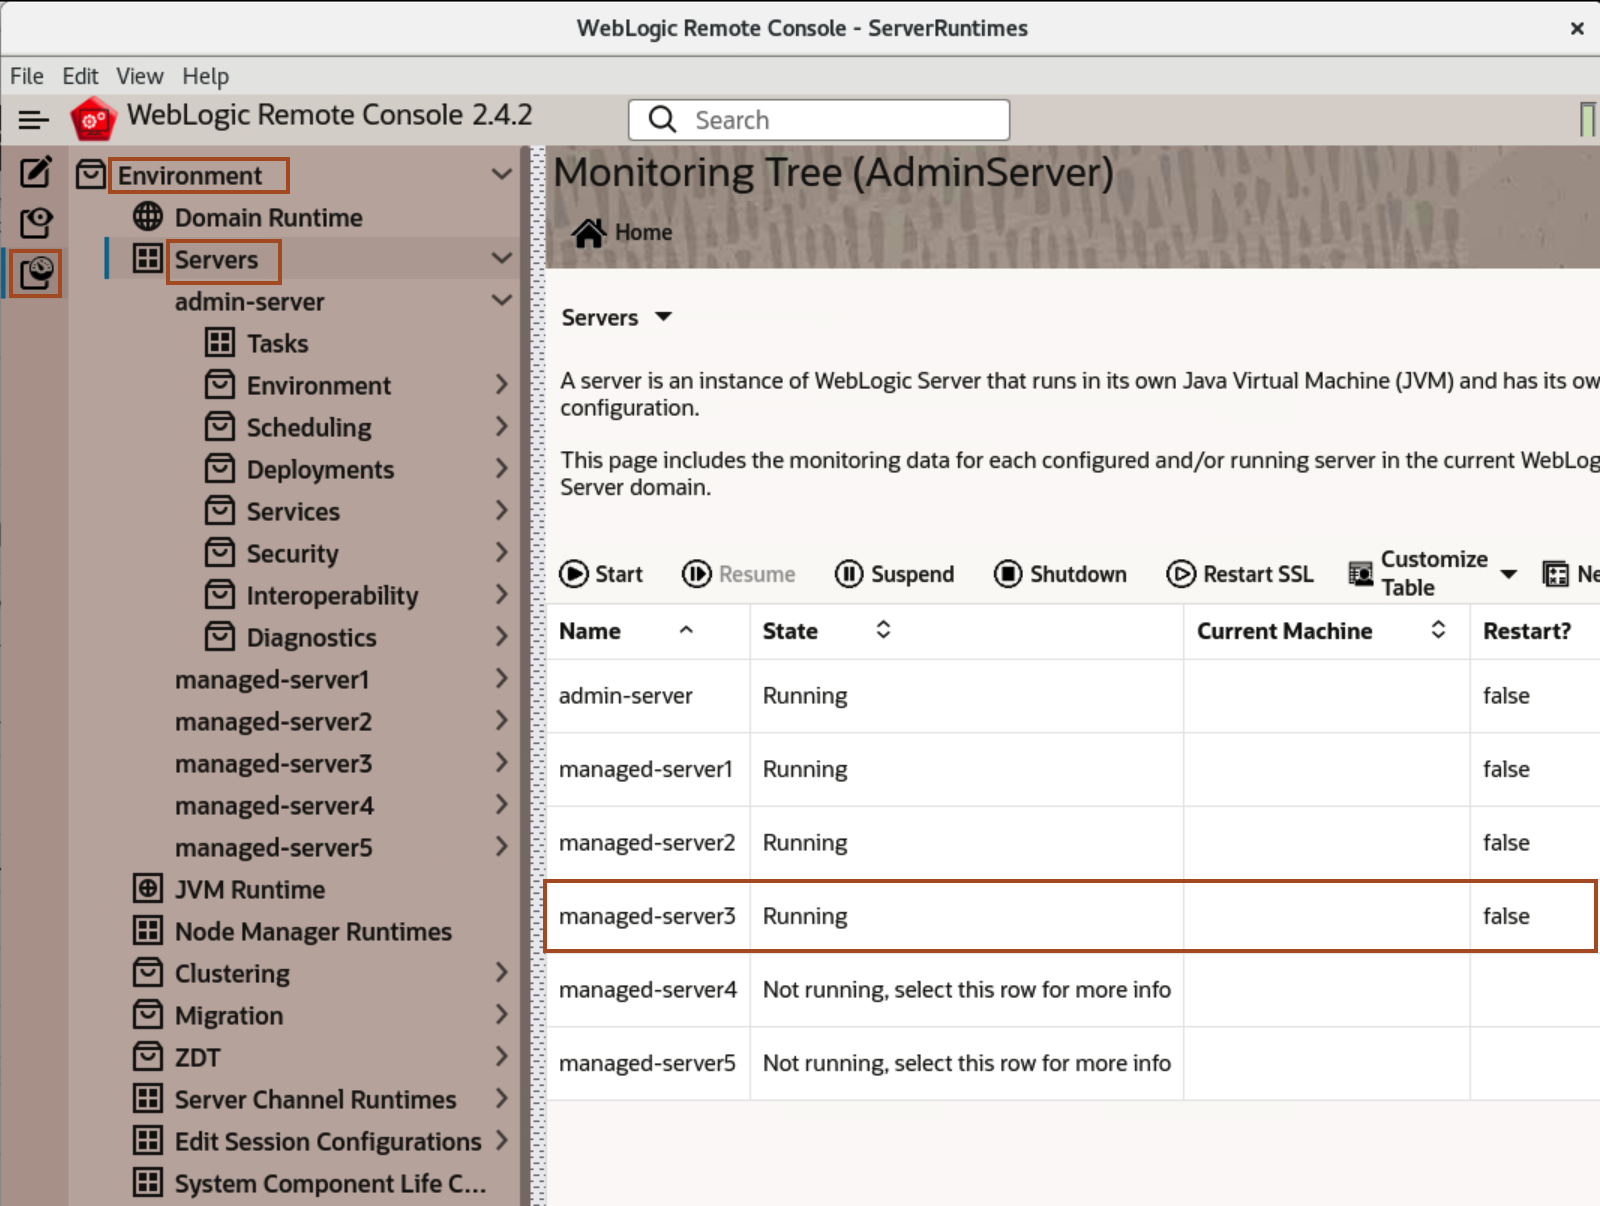 WebLogic Remote Console - ServerRuntimes
File Edit View Help
WebLogic Remote Console 2.4.2
Search
Environment
Domain Runtime
Servers
admin-server
Tasks
Environment
Scheduling
Deployments
Services
Security
Interoperability
Diagnostics
managed-server1
managed-server2
managed-server3
managed-server4
managed-server5
JVM Runtime
Node Manager Runtimes
Clustering
Migration
ZDT
Server Channel Runtimes
Edit Session Configurations
System Component Life C...
Monitoring Tree (AdminServer)
Home
Servers
A server is an instance of WebLogic Server that runs in its own Java Virtual Machine (JVM) and has its ow
configuration.
This page includes the monitoring data for each configured and/or running server in the current WebLog
Server domain.
Start Resume Suspend Shutdown Restart SSL Customize Table Ne
Name State Current Machine Restart?
admin-server Running false
managed-server1 Running false
managed-server2 Running false
managed-server3 Running false
managed-server4 Not running, select this row for more info
managed-server5 Not running, select this row for more info